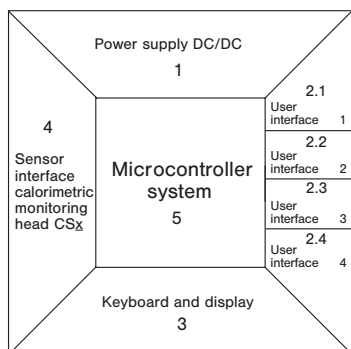 Power supply DC/DC
1
2.1
User
interface 1
2.2
User
interface 2
2.3
User
interface 3
2.4
User
interface 4
4
Sensor
interface
calorimetric
monitoring
head CSx
Microcontroller
system
5
Keyboard and display
3